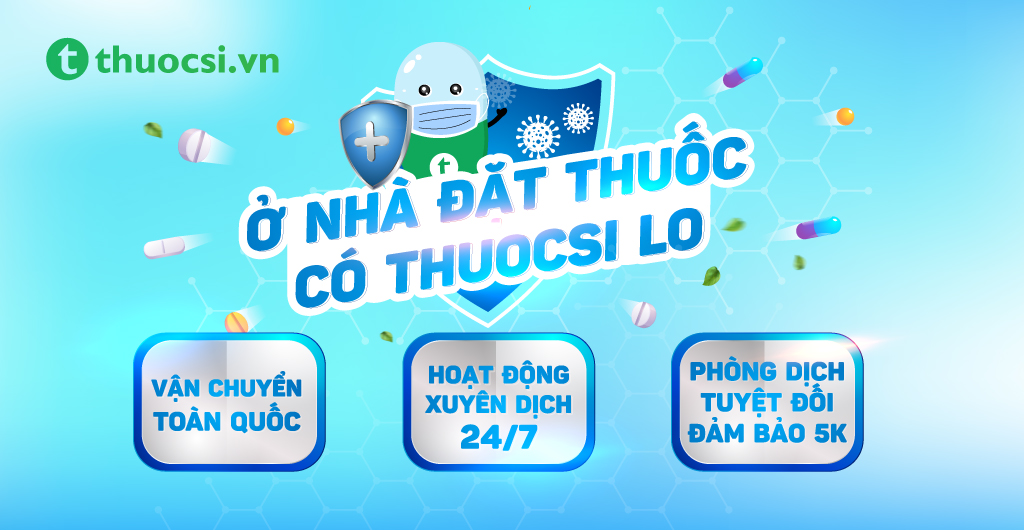 thuocsi.vn
Ở NHÀ ĐẶT THUỐC
CÓ THUOCSI LO
VẬN CHUYỂN
TOÀN QUỐC
HOẠT ĐỘNG
XUYÊN DỊCH
24/7
PHÒNG DỊCH
TUYỆT ĐỐI
ĐẢM BẢO 5K